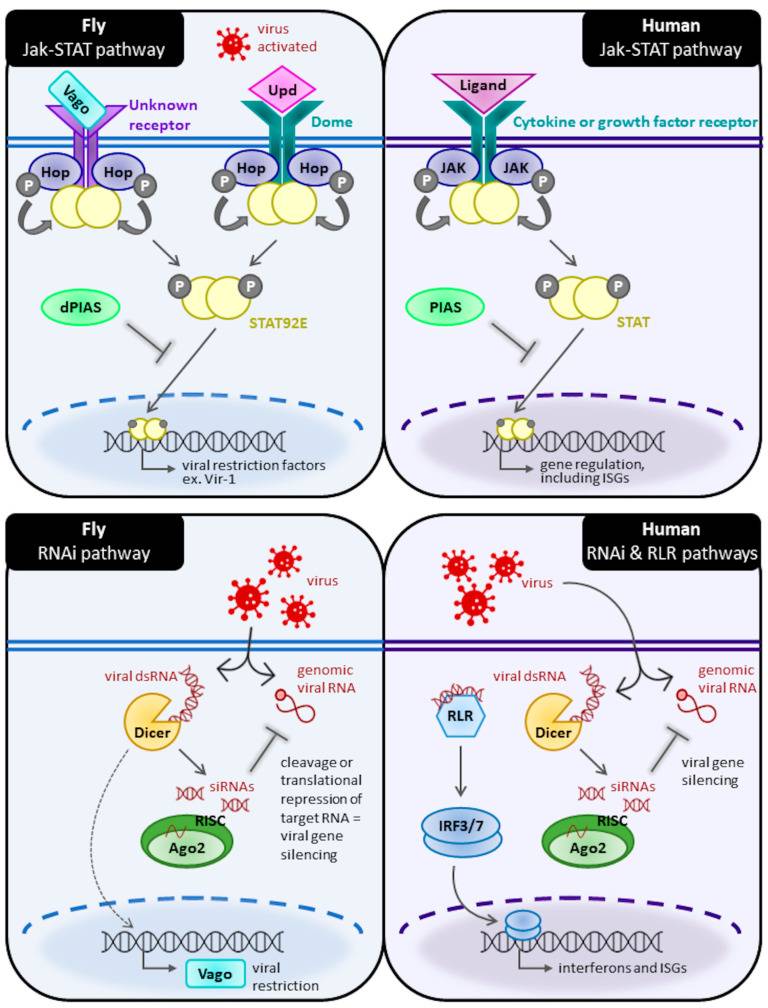 Fly
Jak-STAT pathway
virus
activated
Vago
Unknown
receptor
Upd
Dome
Hop
Hop
Hop
Hop
P
P
P
P
P
P
dPIAS
STAT92E
viral restriction factors
ex. Vir-1
Human
Jak-STAT pathway
Ligand
Cytokine or growth factor receptor
JAK
JAK
P
P
P
P
PIAS
STAT
gene regulation,
including ISGs
Fly
RNAi pathway
virus
viral dsRNA
genomic
viral RNA
Dicer
siRNAs
RISC
Ago2
cleavage or
translational
repression of
target RNA =
viral gene
silencing
Vago
viral
restriction
Human
RNAi & RLR pathways
virus
viral dsRNA
genomic
viral RNA
RLR
Dicer
siRNAs
RISC
Ago2
viral gene
silencing
IRF3/7
interferons and ISGs